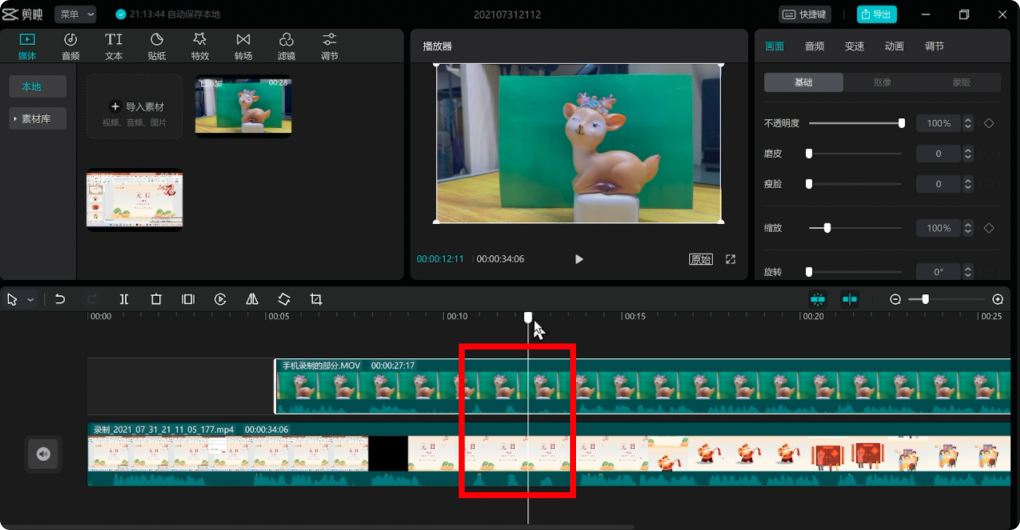 剪映
菜单
21:13:44 自动保存本地
202107312112
快捷键
导出
媒体 音频 文本 贴纸 特效 转场 滤镜 调节
播放器
画面 音频 变速 动画 调节
本地
素材库
导入素材
视频、音频、图片
00:28
元日
基础 抠像 蒙版
不透明度 100%
磨皮 0
瘦脸 0
缩放 100%
旋转 0°
00:00:12:11 00:00:34:06
原始
00:00 00:05 00:10 00:15 00:20 00:25
手机录制的部分.MOV 00:00:27:17
录制_2021_07_31_21_11_05_177.mp4 00:00:34:06